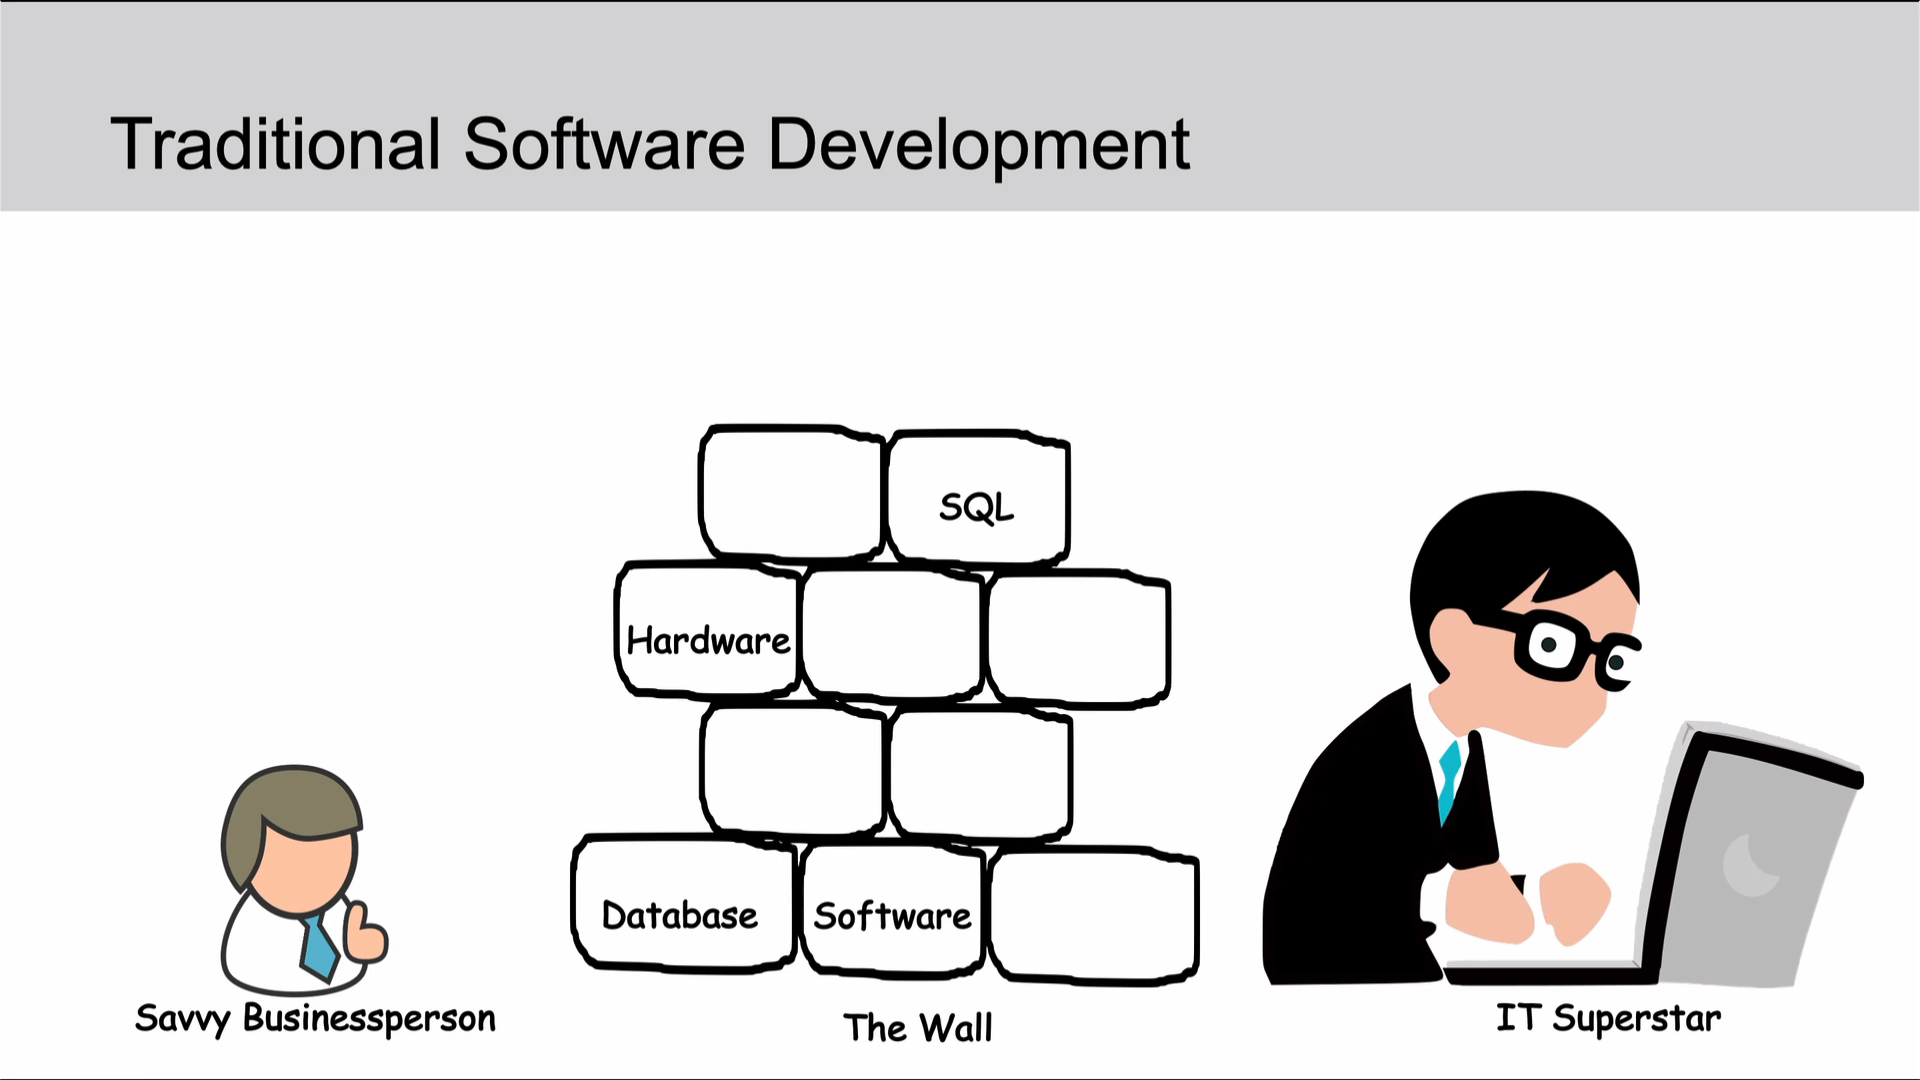 Traditional Software Development
SQL
Hardware
Database
Software
Savvy Businessperson
The Wall
IT Superstar